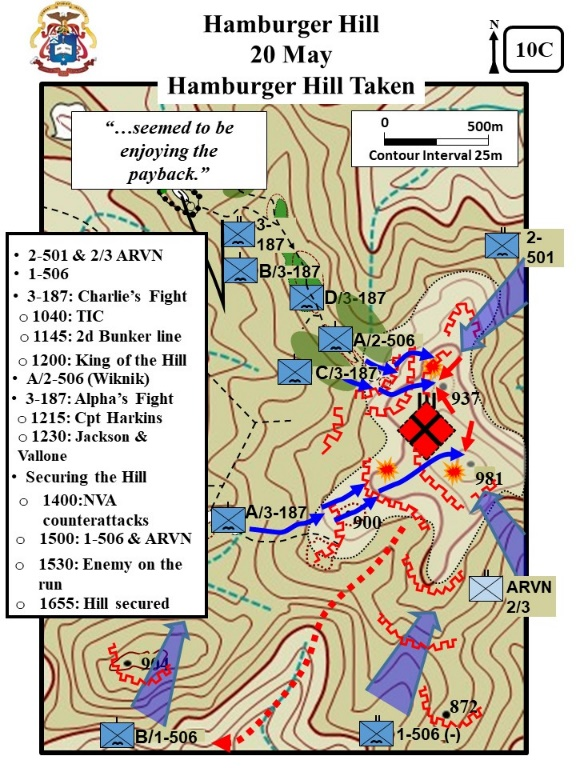 Hamburger Hill
20 May
Hamburger Hill Taken
N
10C
“…seemed to be
enjoying the
payback.”
0 500m
Contour Interval 25m
• 2-501 & 2/3 ARVN
• 1-506
• 3-187: Charlie’s Fight
o 1040: TIC
o 1145: 2d Bunker line
o 1200: King of the Hill
• A/2-506 (Wiknik)
• 3-187: Alpha’s Fight
o 1215: Cpt Harkins
o 1230: Jackson &
Vallone
• Securing the Hill
o 1400:NVA
counterattacks
o 1500: 1-506 & ARVN
o 1530: Enemy on the
run
o 1655: Hill secured
3-
187
B/3-187
D/3-187
A/2-506
C/3-187
2-
501
937
981
A/3-187
900
ARVN
2/3
904
872
B/1-506
1-506 (-)